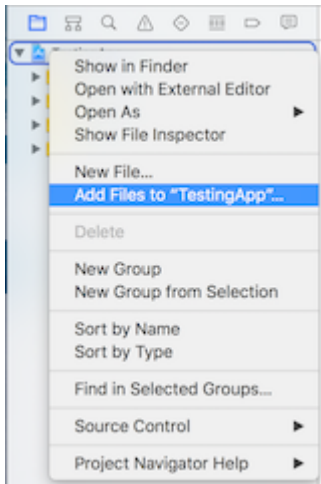 Show in Finder
Open with External Editor
Open As
Show File Inspector
New File...
Add Files to “TestingApp”...
Delete
New Group
New Group from Selection
Sort by Name
Sort by Type
Find in Selected Groups...
Source Control
Project Navigator Help